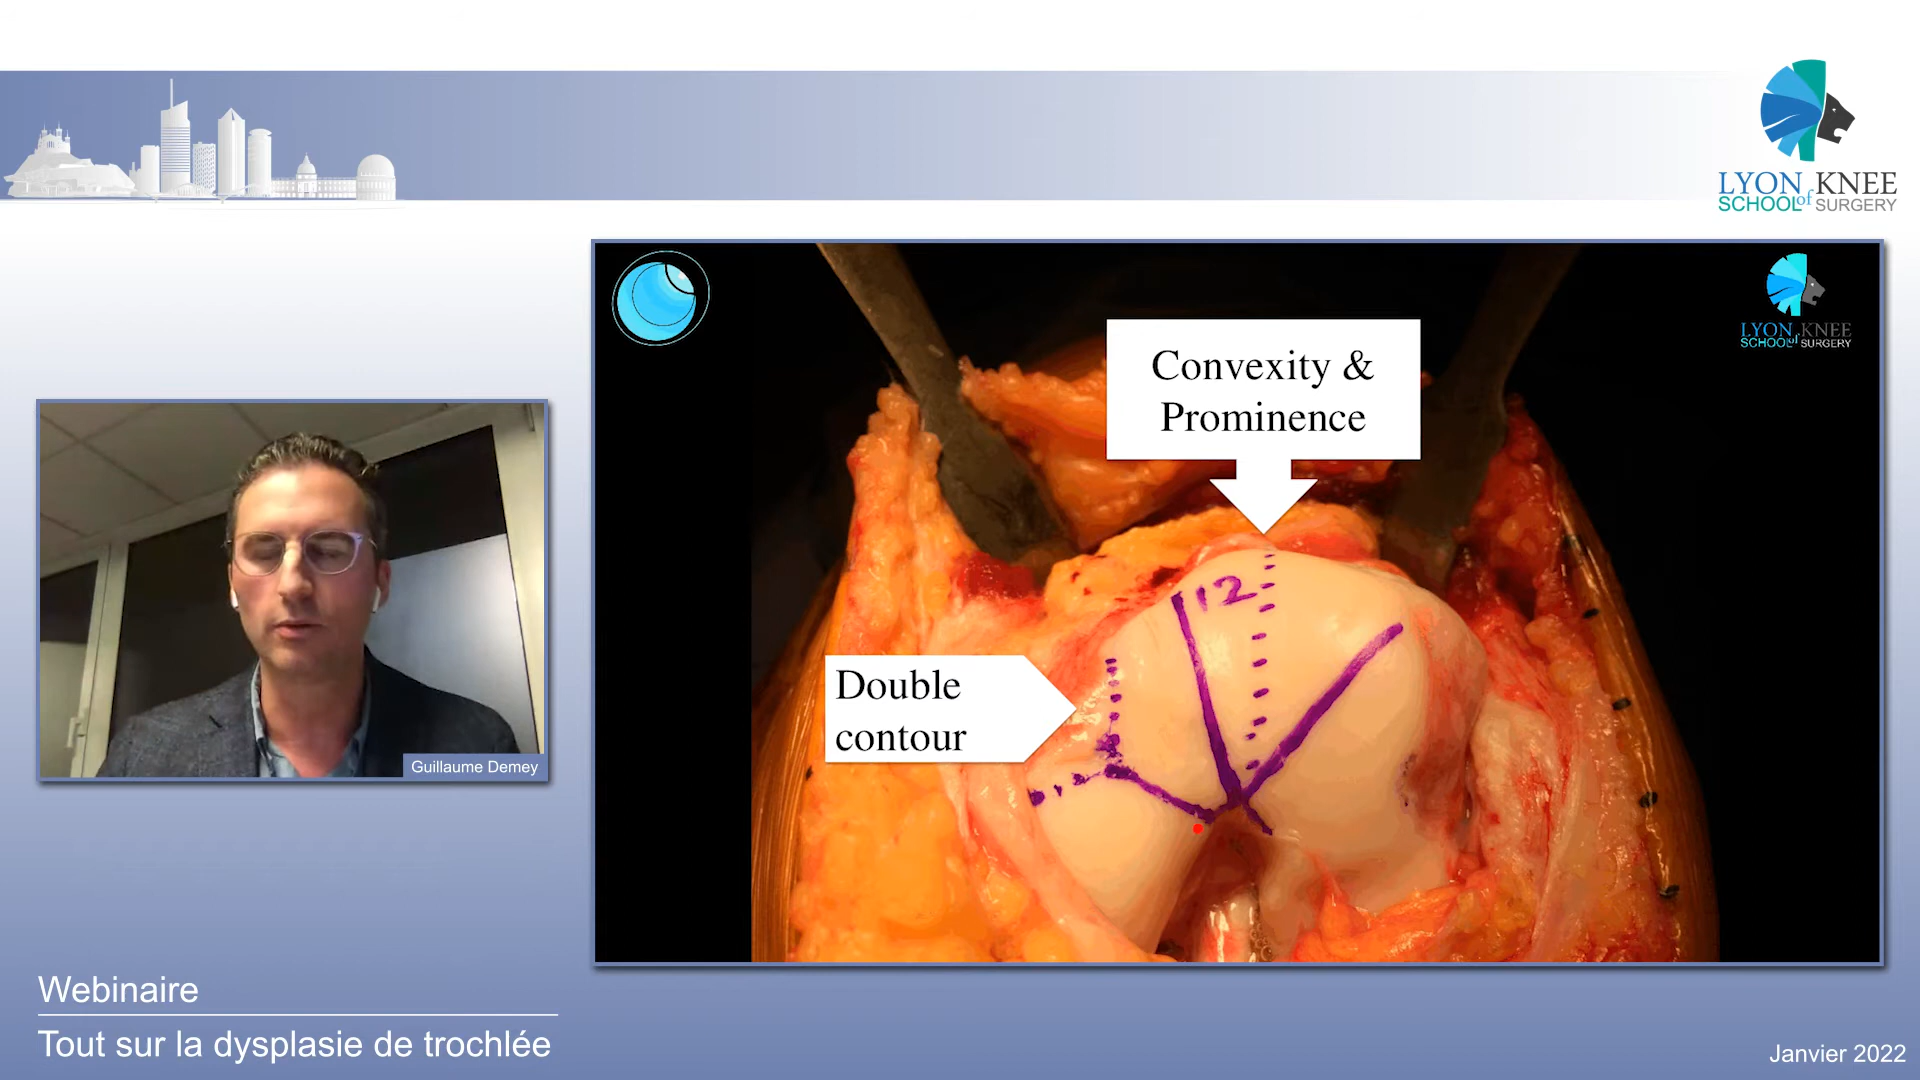 LYON KNEE
SCHOOL of SURGERY
LYON KNEE
SCHOOL of SURGERY
Convexity &
Prominence
12
Double
contour
Guillaume Demey
Webinaire
Tout sur la dysplasie de trochlée
Janvier 2022